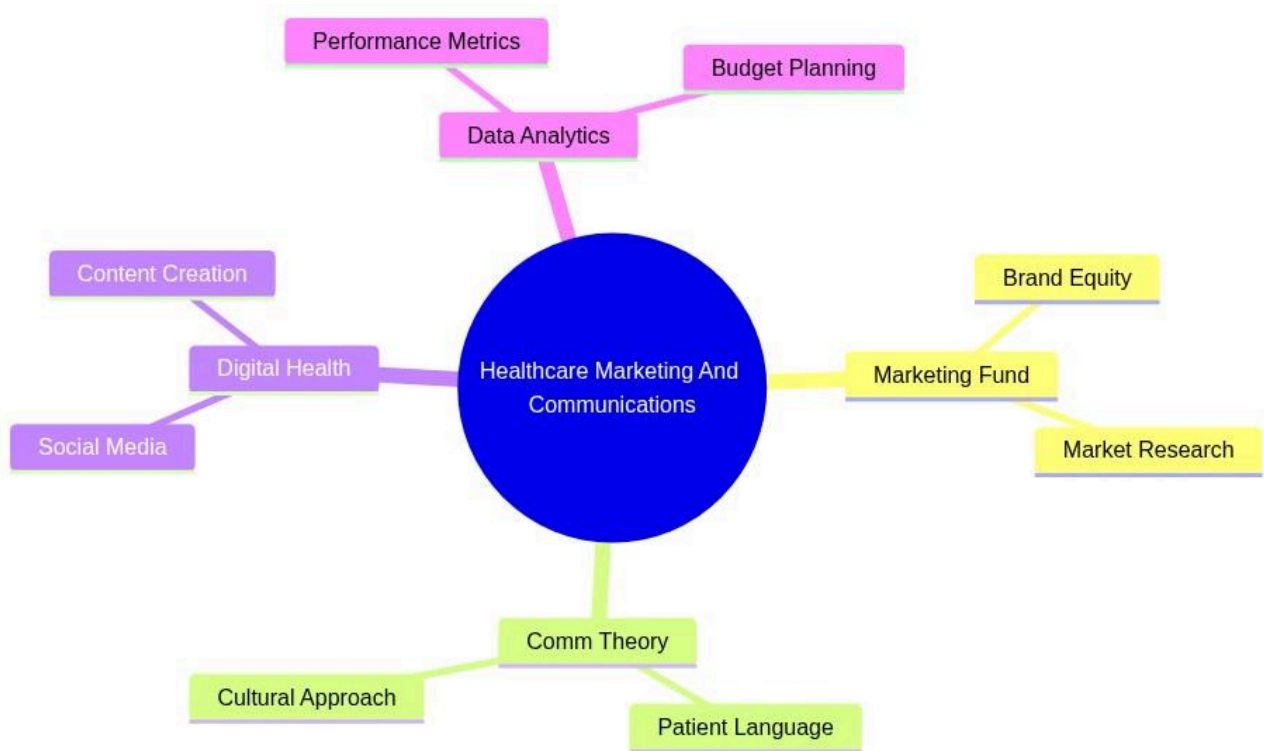 Performance Metrics
Budget Planning
Data Analytics
Content Creation
Brand Equity
Digital Health
Healthcare Marketing And
Communications
Marketing Fund
Social Media
Market Research
Comm Theory
Cultural Approach
Patient Language